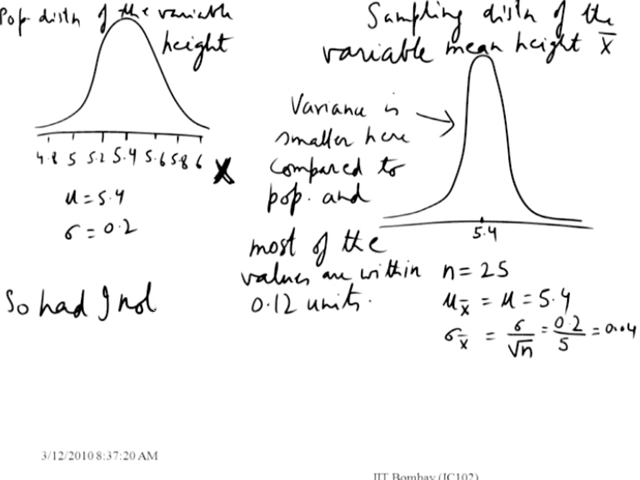 Pop distn of the variable
height
4.8 5 5.2 5.4 5.6 5.8 6 X
μ = 5.4
σ = 0.2
So had I not
Sampling distn of the
variable mean height x̄
Variance is
smaller here
compared to
pop. and
most of the
values are within
0.12 units.
5.4
n = 25
μx̄ = μ = 5.4
σx̄ = σ/√n = 0.2/5 = 0.04
3/12/2010 8:37:20 AM
IIT Bombay (IC102)